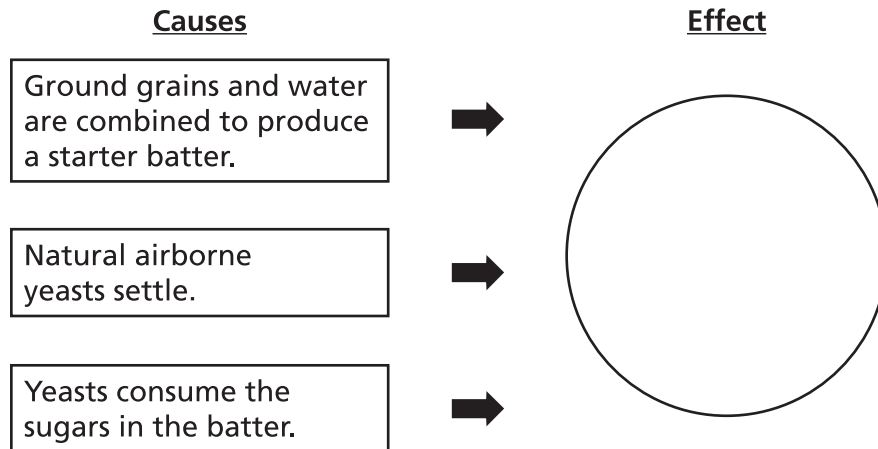 Causes
Effect
Ground grains and water
are combined to produce
a starter batter.
Natural airborne
yeasts settle.
Yeasts consume the
sugars in the batter.